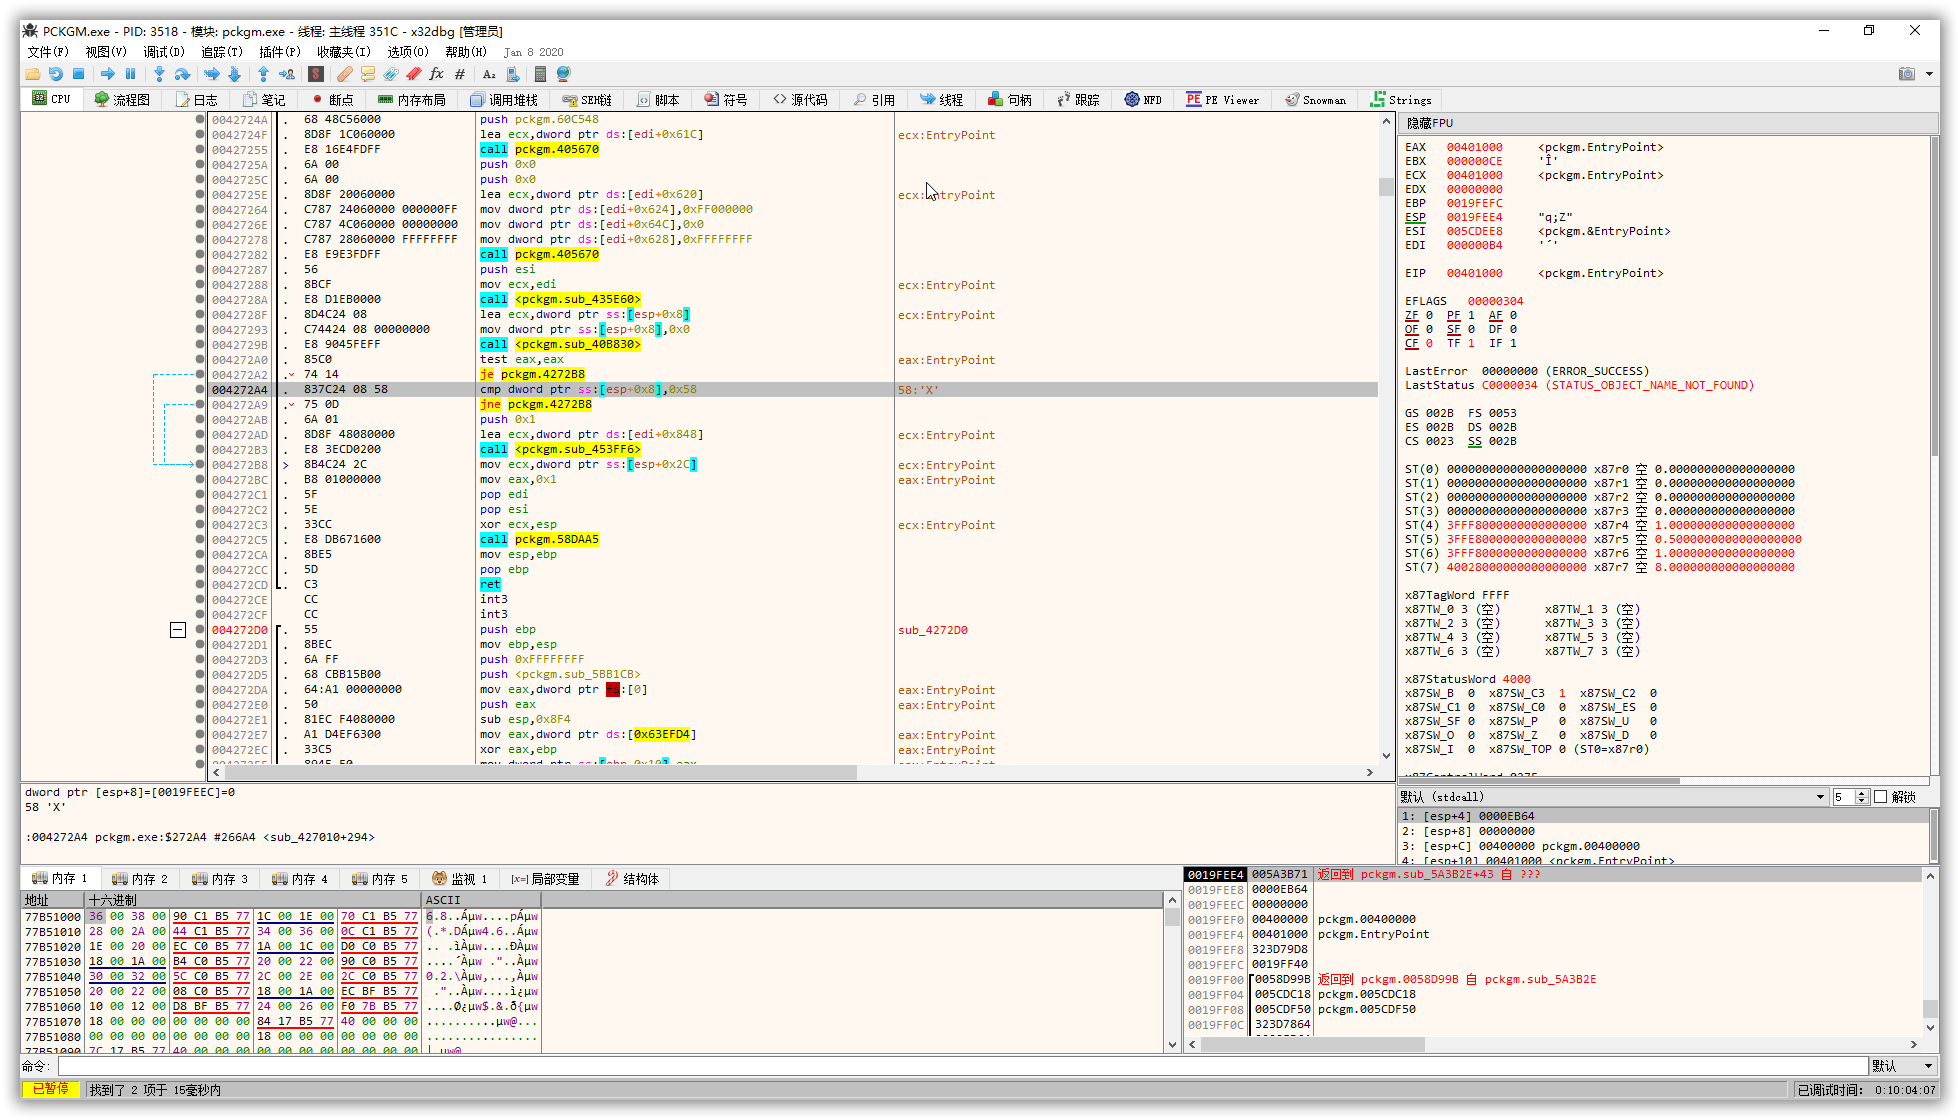 PCKGM.exe - PID: 3518 - 模块: pckgm.exe - 线程: 主线程 351C - x32dbg [管理员]
文件(F) 视图(V) 调试(D) 追踪(T) 插件(P) 收藏夹(I) 选项(O) 帮助(H) Jan 8 2020
CPU 流程图 日志 笔记 断点 内存布局 调用堆栈 SEH链 脚本 符号 源代码 引用 线程 句柄 跟踪 NFD PE Viewer Snowman Strings
0042724A . 68 48C56000 push pckgm.60C548
0042724F . 8D8F 1C060000 lea ecx,dword ptr ds:[edi+0x61C] ecx:EntryPoint
00427255 . E8 16E4FDFF call pckgm.405670
0042725A . 6A 00 push 0x0
0042725C . 6A 00 push 0x0
0042725E . 8D8F 20060000 lea ecx,dword ptr ds:[edi+0x620] ecx:EntryPoint
00427264 . C787 24060000 000000FF mov dword ptr ds:[edi+0x624],0xFF000000
0042726E . C787 4C060000 00000000 mov dword ptr ds:[edi+0x64C],0x0
00427278 . C787 28060000 FFFFFFFF mov dword ptr ds:[edi+0x628],0xFFFFFFFF
00427282 . E8 E9E3FDFF call pckgm.405670
00427287 . 56 push esi
00427288 . 8BCF mov ecx,edi ecx:EntryPoint
0042728A . E8 D1EB0000 call <pckgm.sub_435E60>
0042728F . 8D4C24 08 lea ecx,dword ptr ss:[esp+0x8] ecx:EntryPoint
00427293 . C74424 08 00000000 mov dword ptr ss:[esp+0x8],0x0
0042729B . E8 9045FEFF call <pckgm.sub_40B830>
004272A0 . 85C0 test eax,eax eax:EntryPoint
004272A2 . 74 14 je pckgm.4272B8
004272A4 . 837C24 08 58 cmp dword ptr ss:[esp+0x8],0x58 58:'X'
004272A9 . 75 0D jne pckgm.4272B8
004272AB . 6A 01 push 0x1
004272AD . 8D8F 48080000 lea ecx,dword ptr ds:[edi+0x848] ecx:EntryPoint
004272B3 . E8 3ECD0200 call <pckgm.sub_453FF6>
004272B8 > 8B4C24 2C mov ecx,dword ptr ss:[esp+0x2C] ecx:EntryPoint
004272BC . B8 01000000 mov eax,0x1 eax:EntryPoint
004272C1 . 5F pop edi
004272C2 . 5E pop esi
004272C3 . 33CC xor ecx,esp ecx:EntryPoint
004272C5 . E8 DB671600 call pckgm.58DAA5
004272CA . 8BE5 mov esp,ebp
004272CC . 5D pop ebp
004272CD . C3 ret
004272CE CC int3
004272CF CC int3
004272D0 . 55 push ebp sub_4272D0
004272D1 . 8BEC mov ebp,esp
004272D3 . 6A FF push 0xFFFFFFFF
004272D5 . 68 CBB15B00 push <pckgm.sub_5BB1CB>
004272DA . 64:A1 00000000 mov eax,dword ptr fs:[0] eax:EntryPoint
004272E0 . 50 push eax eax:EntryPoint
004272E1 . 81EC F4080000 sub esp,0x8F4
004272E7 . A1 D4EF6300 mov eax,dword ptr ds:[0x63EFD4] eax:EntryPoint
004272EC . 33C5 xor eax,ebp eax:EntryPoint
隐藏FPU
EAX 00401000 <pckgm.EntryPoint>
EBX 000000CE 'Î'
ECX 00401000 <pckgm.EntryPoint>
EDX 00000000
EBP 0019FEFC
ESP 0019FEE4 "q;Z"
ESI 005CDEE8 <pckgm.&EntryPoint>
EDI 000000B4 '´'
EIP 00401000 <pckgm.EntryPoint>
EFLAGS 00000304
ZF 0 PF 1 AF 0
OF 0 SF 0 DF 0
CF 0 TF 1 IF 1
LastError 00000000 (ERROR_SUCCESS)
LastStatus C0000034 (STATUS_OBJECT_NAME_NOT_FOUND)
GS 002B FS 0053
ES 002B DS 002B
CS 0023 SS 002B
ST(0) 00000000000000000000 x87r0 空 0.000000000000000000
ST(1) 00000000000000000000 x87r1 空 0.000000000000000000
ST(2) 00000000000000000000 x87r2 空 0.000000000000000000
ST(3) 00000000000000000000 x87r3 空 0.000000000000000000
ST(4) 3FFF8000000000000000 x87r4 空 1.000000000000000000
ST(5) 3FFE8000000000000000 x87r5 空 0.5000000000000000000
ST(6) 3FFF8000000000000000 x87r6 空 1.000000000000000000
ST(7) 40028000000000000000 x87r7 空 8.000000000000000000
x87TagWord FFFF
x87TW_0 3 (空) x87TW_1 3 (空)
x87TW_2 3 (空) x87TW_3 3 (空)
x87TW_4 3 (空) x87TW_5 3 (空)
x87TW_6 3 (空) x87TW_7 3 (空)
x87StatusWord 4000
x87SW_B 0 x87SW_C3 1 x87SW_C2 0
x87SW_C1 0 x87SW_C0 0 x87SW_ES 0
x87SW_SF 0 x87SW_P 0 x87SW_U 0
x87SW_O 0 x87SW_Z 0 x87SW_D 0
x87SW_I 0 x87SW_TOP 0 (ST0=x87r0)
dword ptr [esp+8]=[0019FEEC]=0
58 'X'
:004272A4 pckgm.exe:$272A4 #266A4 <sub_427010+294>
默认 (stdcall) 5 解锁
1: [esp+4] 0000EB64
2: [esp+8] 00000000
3: [esp+C] 00400000 pckgm.00400000
4: [esp+10] 00401000 <pckgm.EntryPoint>
内存 1 内存 2 内存 3 内存 4 内存 5 监视 1 [x=] 局部变量 结构体
地址 十六进制 ASCII
77B51000 36 00 38 00 90 C1 B5 77 1C 00 1E 00 70 C1 B5 77 6.8..Áµw....pÁµw
77B51010 28 00 2A 00 44 C1 B5 77 34 00 36 00 0C C1 B5 77 (.*.DÁµw4.6..Áµw
77B51020 1E 00 20 00 EC C0 B5 77 1A 00 1C 00 D0 C0 B5 77 .. .ìÀµw....ÐÀµw
77B51030 18 00 1A 00 B4 C0 B5 77 20 00 22 00 90 C0 B5 77 ....´Àµw ."..Àµw
77B51040 30 00 32 00 5C C0 B5 77 2C 00 2E 00 2C C0 B5 77 0.2.\Àµw,...,Àµw
77B51050 20 00 22 00 08 C0 B5 77 18 00 1A 00 EC BF B5 77 ."..Àµw....ì¿µw
77B51060 10 00 12 00 D8 BF B5 77 24 00 26 00 F0 7B B5 77 ....Ø¿µw$.&.ð{µw
77B51070 18 00 00 00 00 00 00 00 84 17 B5 77 40 00 00 00 ..........µw@...
77B51080 00 00 00 00 00 00 00 00 18 00 00 00 00 00 00 00 ................
77B51090 7C 17 B5 77 40 00 00 00 00 00 00 00 00 00 00 00
0019FEE4 005A3B71 返回到 pckgm.sub_5A3B2E+43 自 ???
0019FEE8 0000EB64
0019FEEC 00000000
0019FEF0 00400000 pckgm.00400000
0019FEF4 00401000 pckgm.EntryPoint
0019FEF8 323D79D8
0019FEFC 0019FF40
0019FF00 0058D99B 返回到 pckgm.0058D99B 自 pckgm.sub_5A3B2E
0019FF04 005CDC18 pckgm.005CDC18
0019FF08 005CDF50 pckgm.005CDF50
0019FF0C 323D7864
命令: 默认
已暂停 找到了 2 项于 15毫秒内 已调试时间: 0:10:04:07